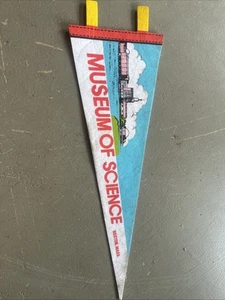 MUSEUM OF SCIENCE
BOSTON, MASS.